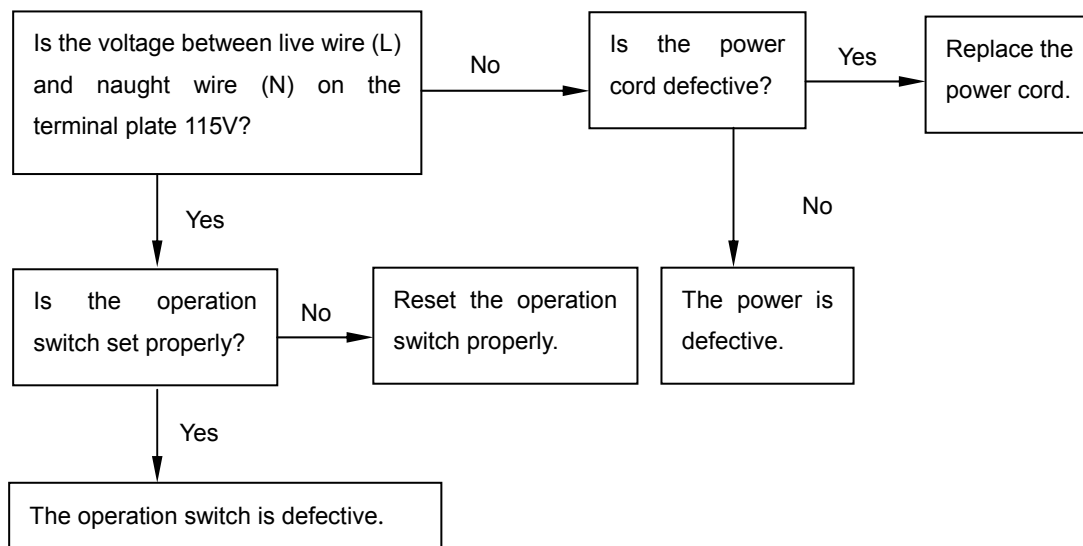 Is the voltage between live wire (L)
and naught wire (N) on the
terminal plate 115V?
No
Is the power
cord defective?
Yes
Replace the
power cord.
Yes
No
Is the operation
switch set properly?
No
Reset the operation
switch properly.
The power is
defective.
Yes
The operation switch is defective.